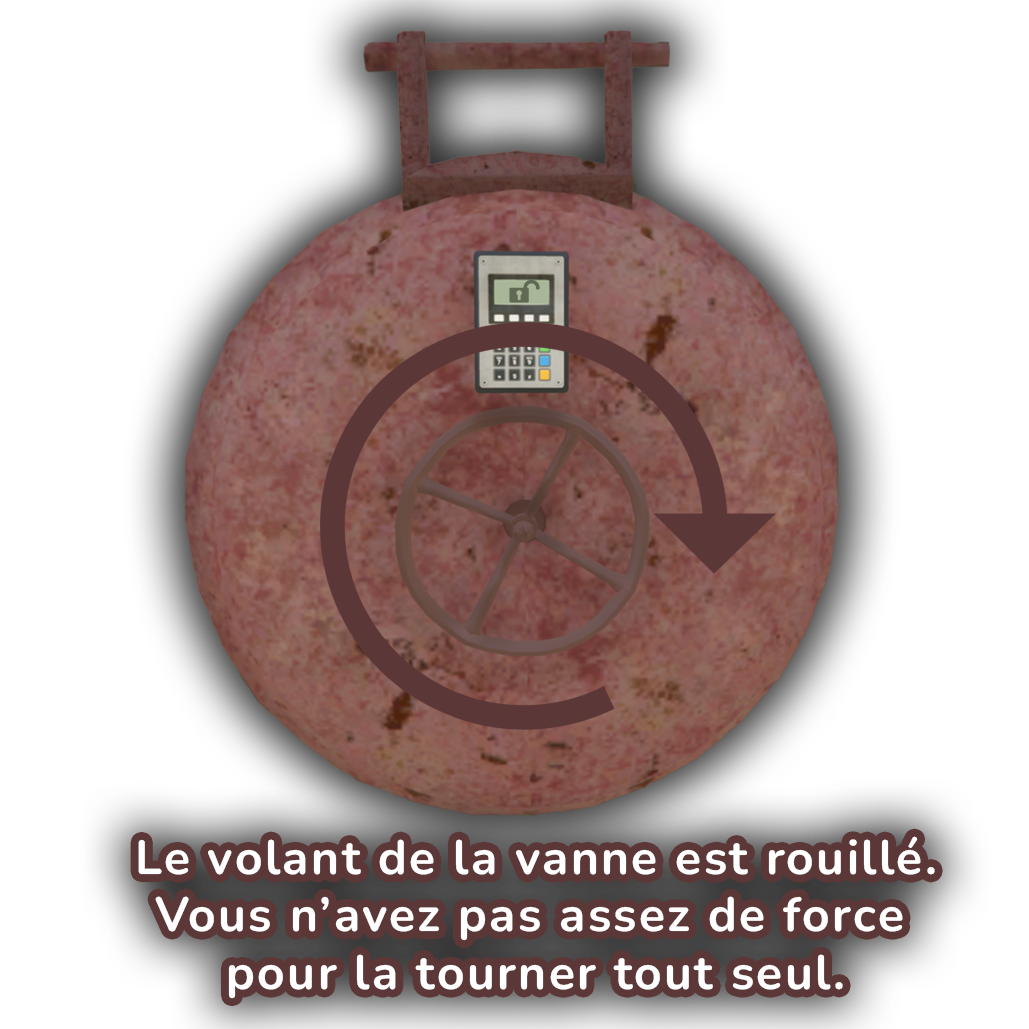 Le volant de la vanne est rouillé.
Vous n’avez pas assez de force
pour la tourner tout seul.